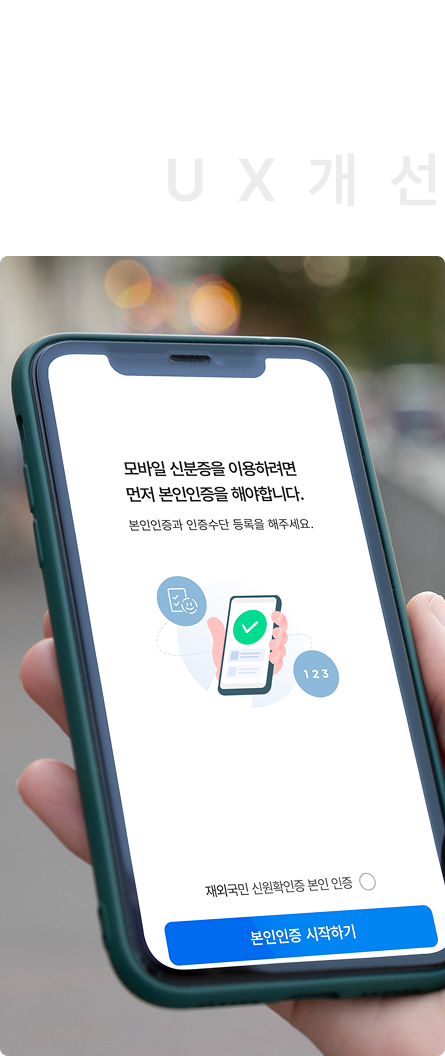 UX개선
모바일 신분증을 이용하려면
먼저 본인인증을 해야합니다.
본인인증과 인증수단 등록을 해주세요.
1 2 3
재외국민 신원확인증 본인 인증
본인인증 시작하기